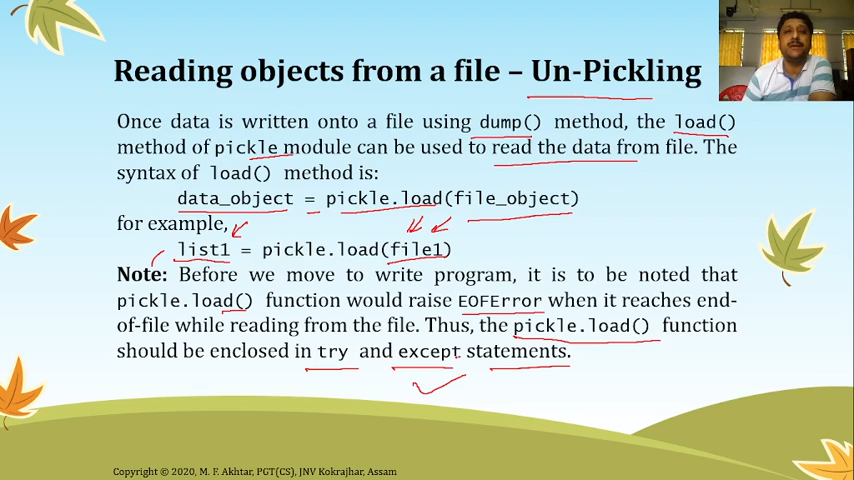 Reading objects from a file – Un-Pickling
Once data is written onto a file using dump() method, the load()
method of pickle module can be used to read the data from file. The
syntax of load() method is:
data_object = pickle.load(file_object)
for example,
list1 = pickle.load(file1)
Note: Before we move to write program, it is to be noted that
pickle.load() function would raise EOFError when it reaches end-
of-file while reading from the file. Thus, the pickle.load() function
should be enclosed in try and except statements.
Copyright © 2020, M. F. Akhtar, PGT(CS), JNV Kokrajhar, Assam